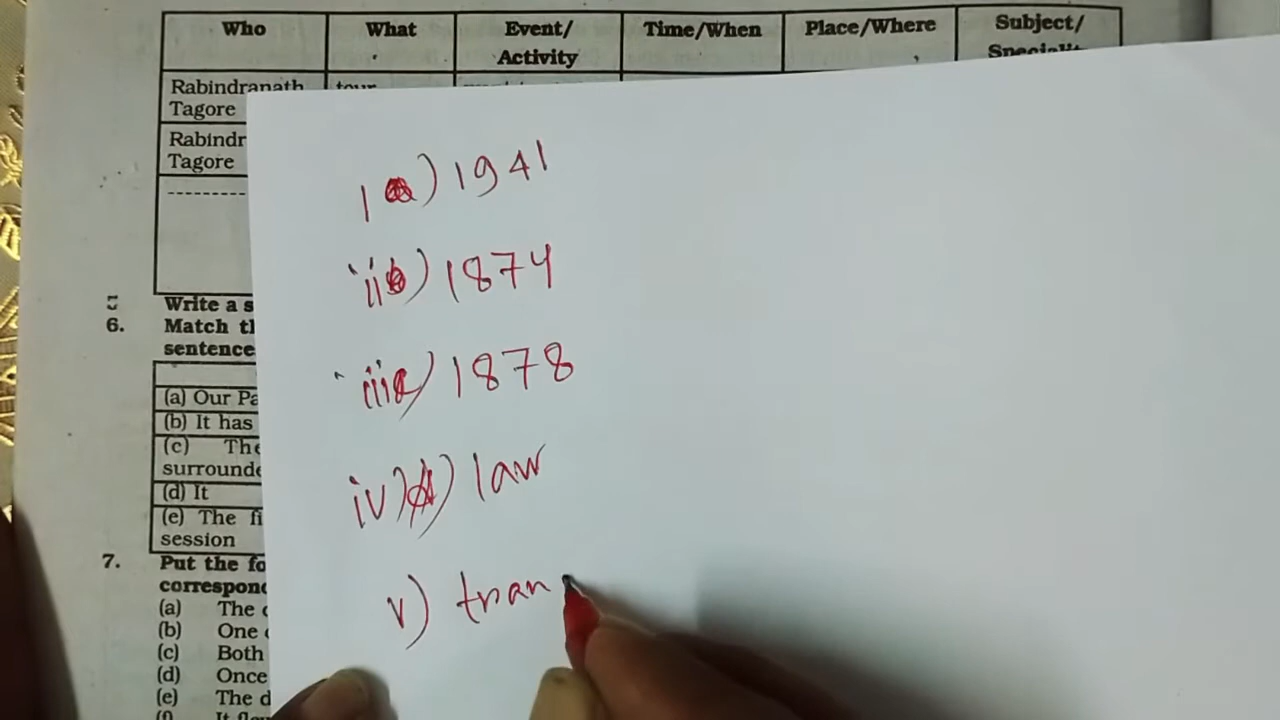 Who What Event/ Activity Time/When Place/Where Subject/
Rabindranath tour
Tagore
Rabindr
Tagore
i) 1941
ii) 1874
iii) 1878
iv) law
v) tran
Write a s
6. Match th
sentence
(a) Our Pa
(b) It has
(c) The
surrounde
(d) It
(e) The fi
session
7. Put the fo
correspond
(a) The
(b) One
(c) Both
(d) Once
(e) The d